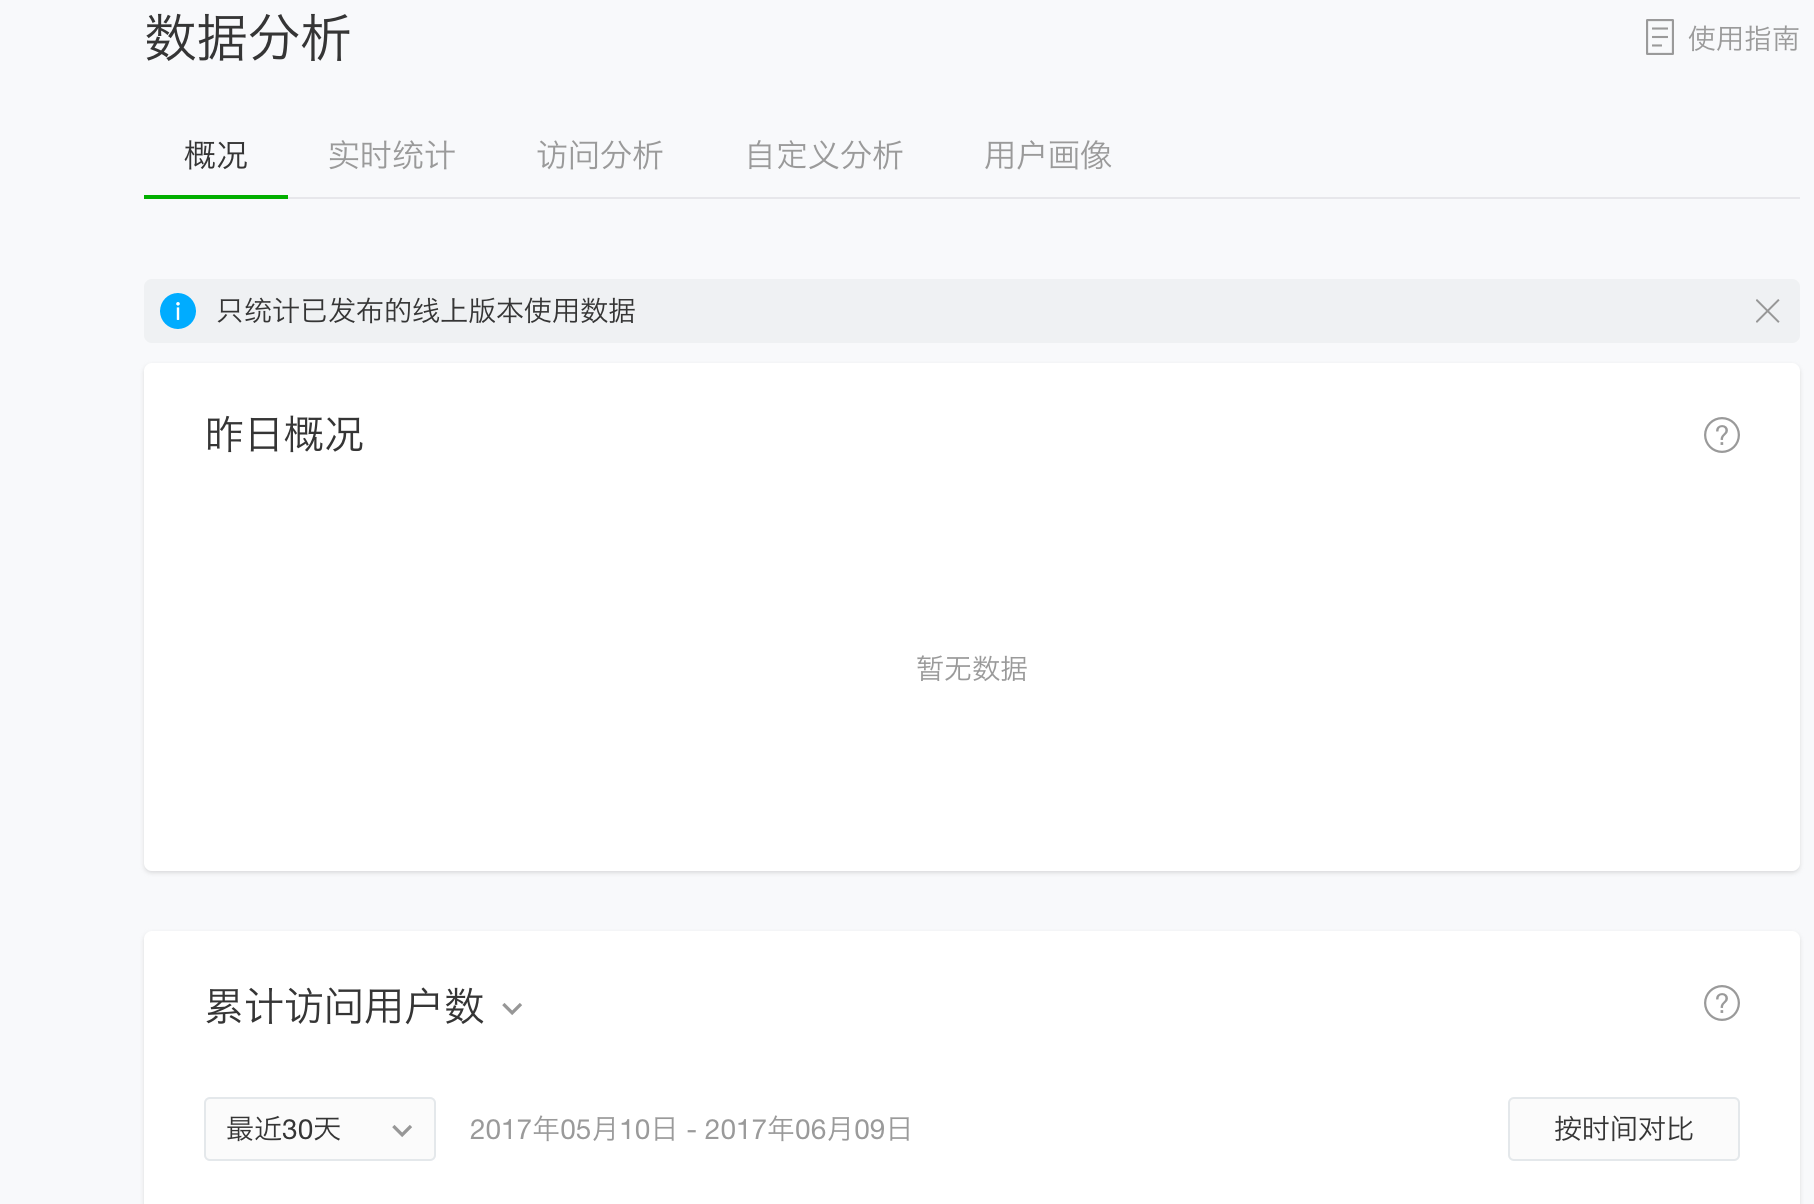 数据分析
使用指南
概况 实时统计 访问分析 自定义分析 用户画像
只统计已发布的线上版本使用数据
昨日概况
暂无数据
累计访问用户数
最近30天 2017年05月10日 - 2017年06月09日 按时间对比